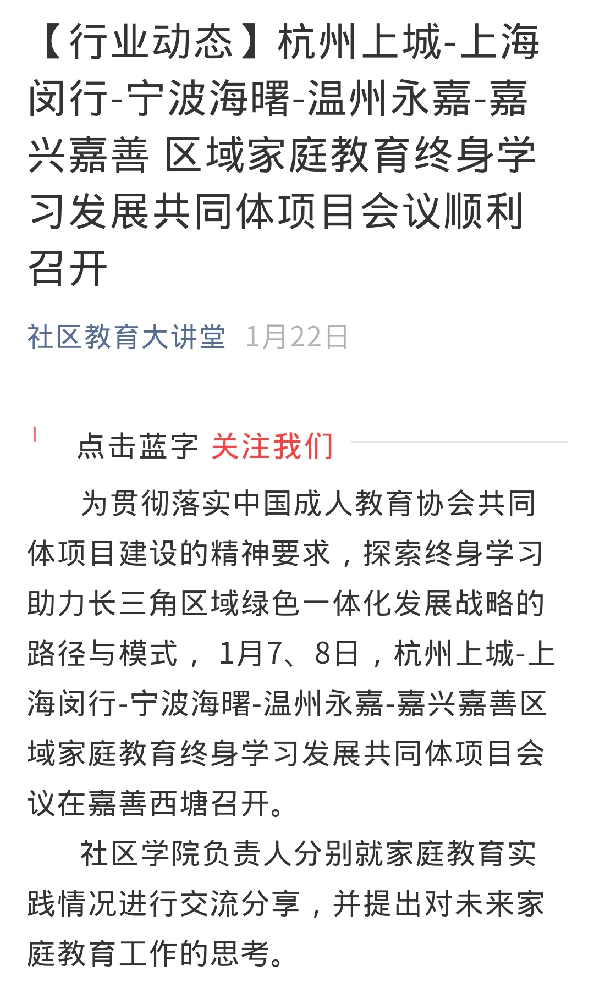 【行业动态】杭州上城-上海
闵行-宁波海曙-温州永嘉-嘉
兴嘉善 区域家庭教育终身学
习发展共同体项目会议顺利
召开
社区教育大讲堂 1月22日
点击蓝字 关注我们
为贯彻落实中国成人教育协会共同
体项目建设的精神要求，探索终身学习
助力长三角区域绿色一体化发展战略的
路径与模式， 1月7、8日，杭州上城-上
海闵行-宁波海曙-温州永嘉-嘉兴嘉善区
域家庭教育终身学习发展共同体项目会
议在嘉善西塘召开。
社区学院负责人分别就家庭教育实
践情况进行交流分享，并提出对未来家
庭教育工作的思考。